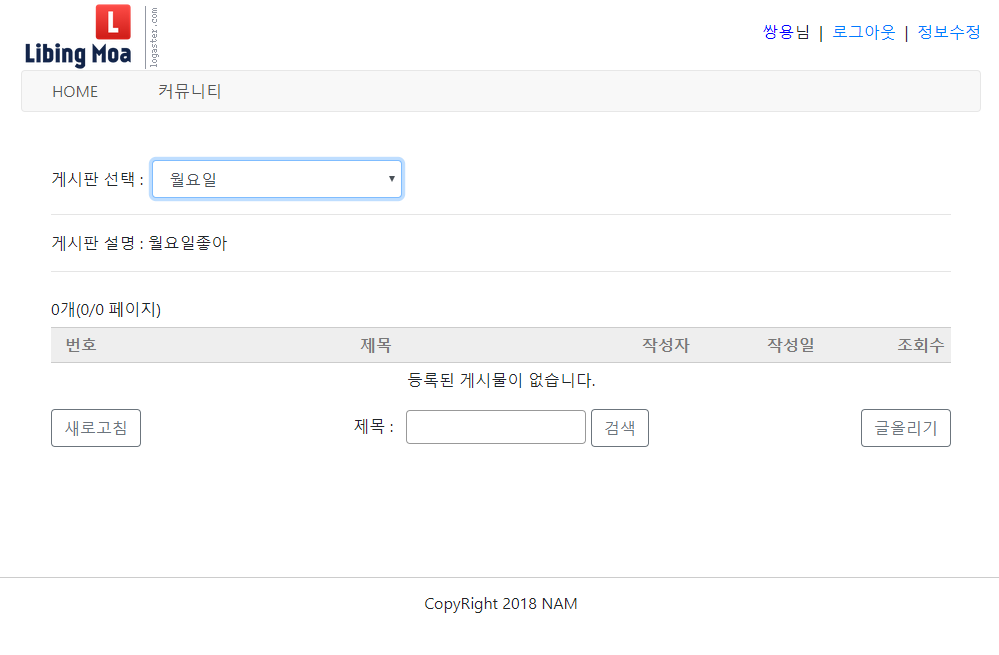 L
Libing Moa
logaster.com
쌍용님 | 로그아웃 | 정보수정
HOME 커뮤니티
게시판 선택 : 월요일
게시판 설명 : 월요일좋아
0개(0/0 페이지)
번호 제목 작성자 작성일 조회수
등록된 게시물이 없습니다.
새로고침 제목 : 검색 글올리기
CopyRight 2018 NAM